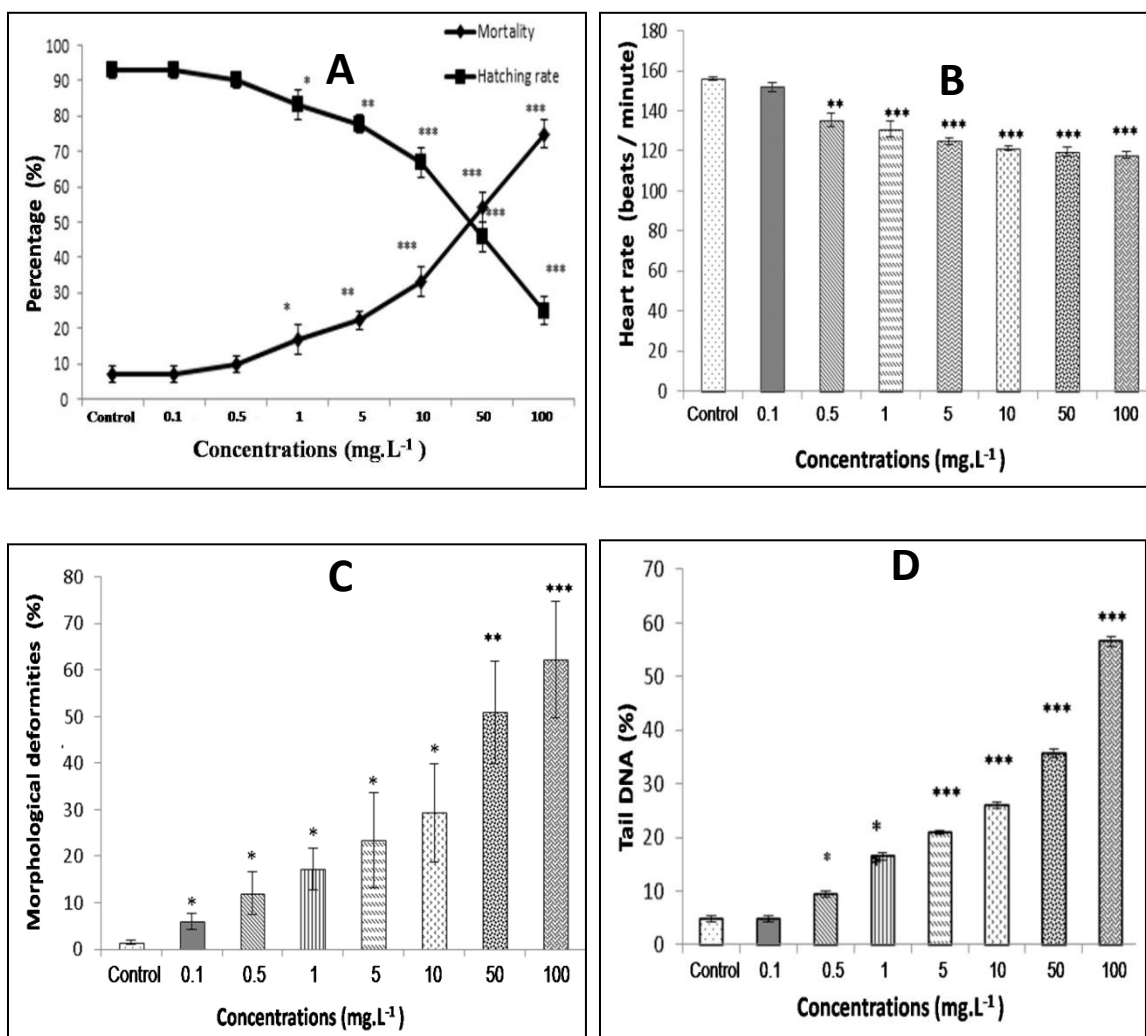 A
Mortality
Hatching rate
Percentage (%)
100
90
80
70
60
50
40
30
20
10
0
* ** *** *** ***
* ** *** *** ***
Control 0.1 0.5 1 5 10 50 100
Concentrations (mg.L-1)
B
Heart rate (beats / minute)
180
160
140
120
100
80
60
40
20
0
** *** *** *** *** ***
Control 0.1 0.5 1 5 10 50 100
Concentrations (mg.L-1)
C
Morphological deformities (%)
80
70
60
50
40
30
20
10
0
* * * * * ** ***
Control 0.1 0.5 1 5 10 50 100
Concentrations (mg.L-1)
D
Tail DNA (%)
70
60
50
40
30
20
10
0
* * * *** *** *** ***
Control 0.1 0.5 1 5 10 50 100
Concentrations (mg.L-1)